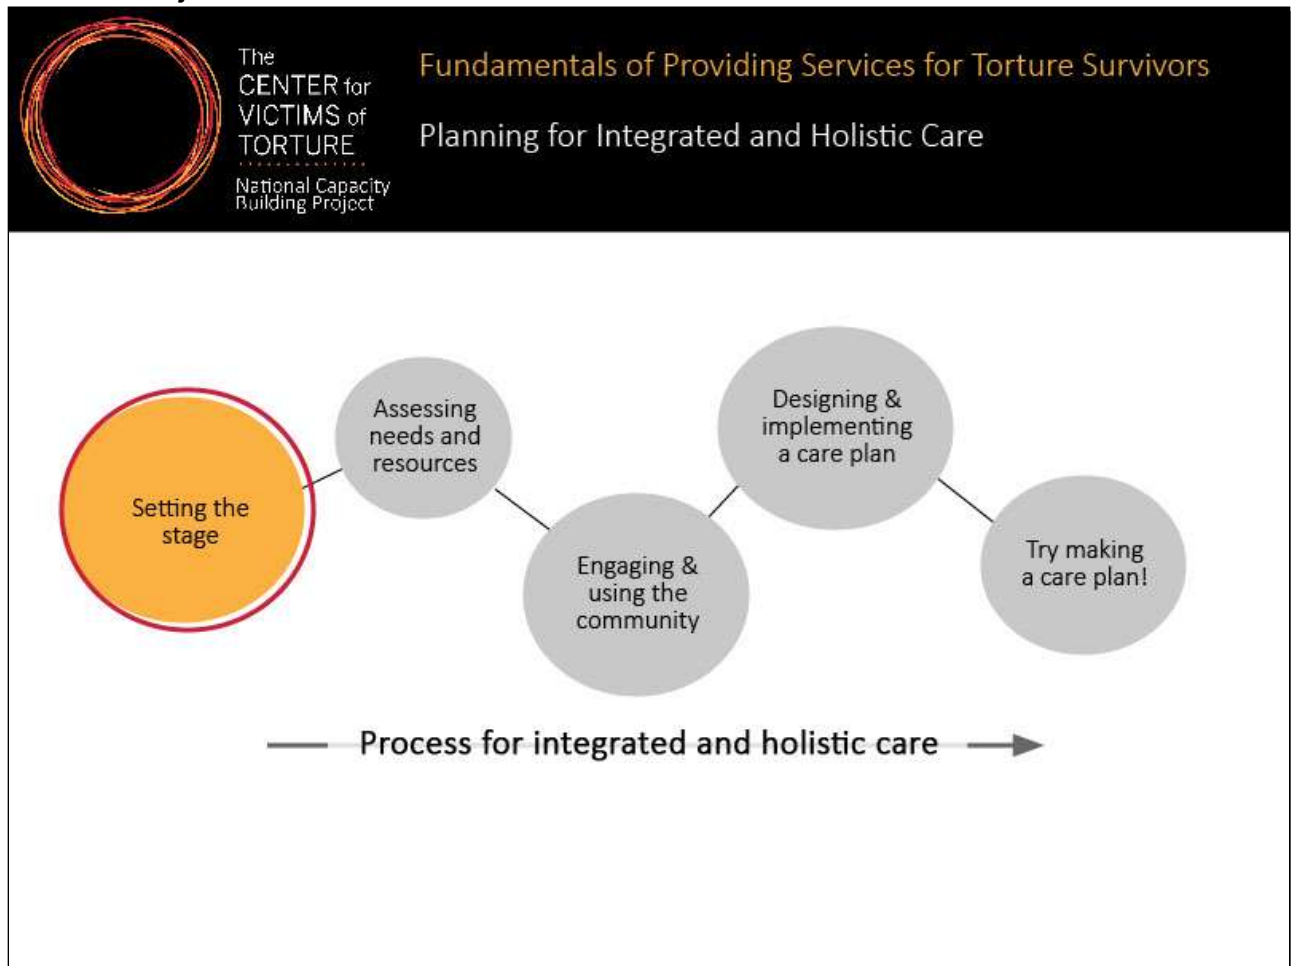 The
CENTER for
VICTIMS of
TORTURE
National Capacity
Building Project
Fundamentals of Providing Services for Torture Survivors
Planning for Integrated and Holistic Care
Setting the
stage
Assessing
needs and
resources
Engaging &
using the
community
Designing &
implementing
a care plan
Try making
a care plan!
Process for integrated and holistic care